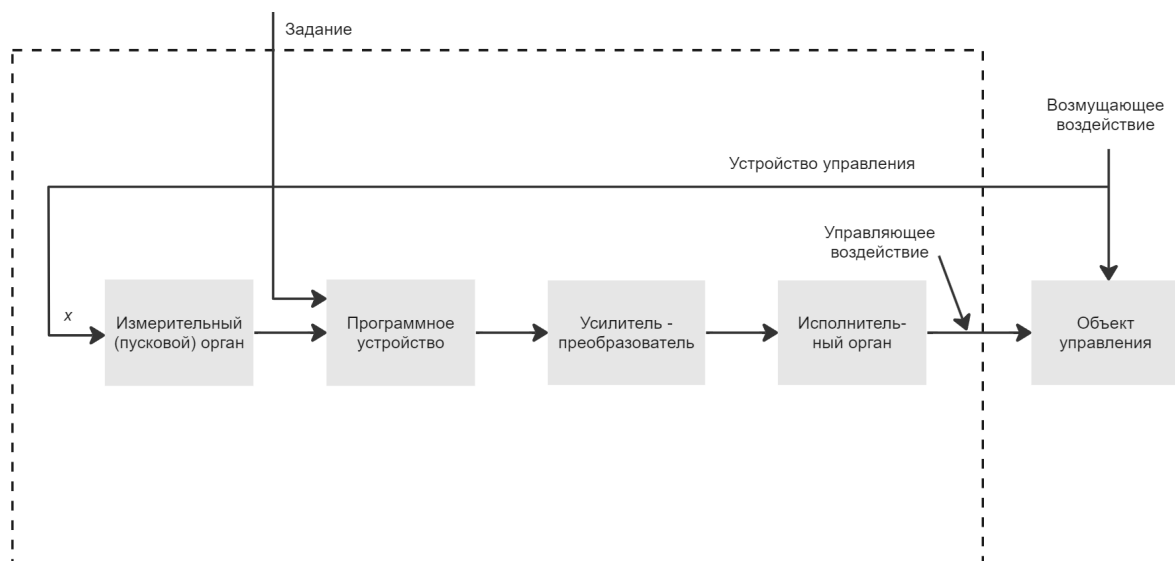 Задание
Возмущающее
воздействие
Устройство управления
Управляющее
воздействие
x
Измерительный
(пусковой) орган
Программное
устройство
Усилитель -
преобразователь
Исполнитель-
ный орган
Объект
управления